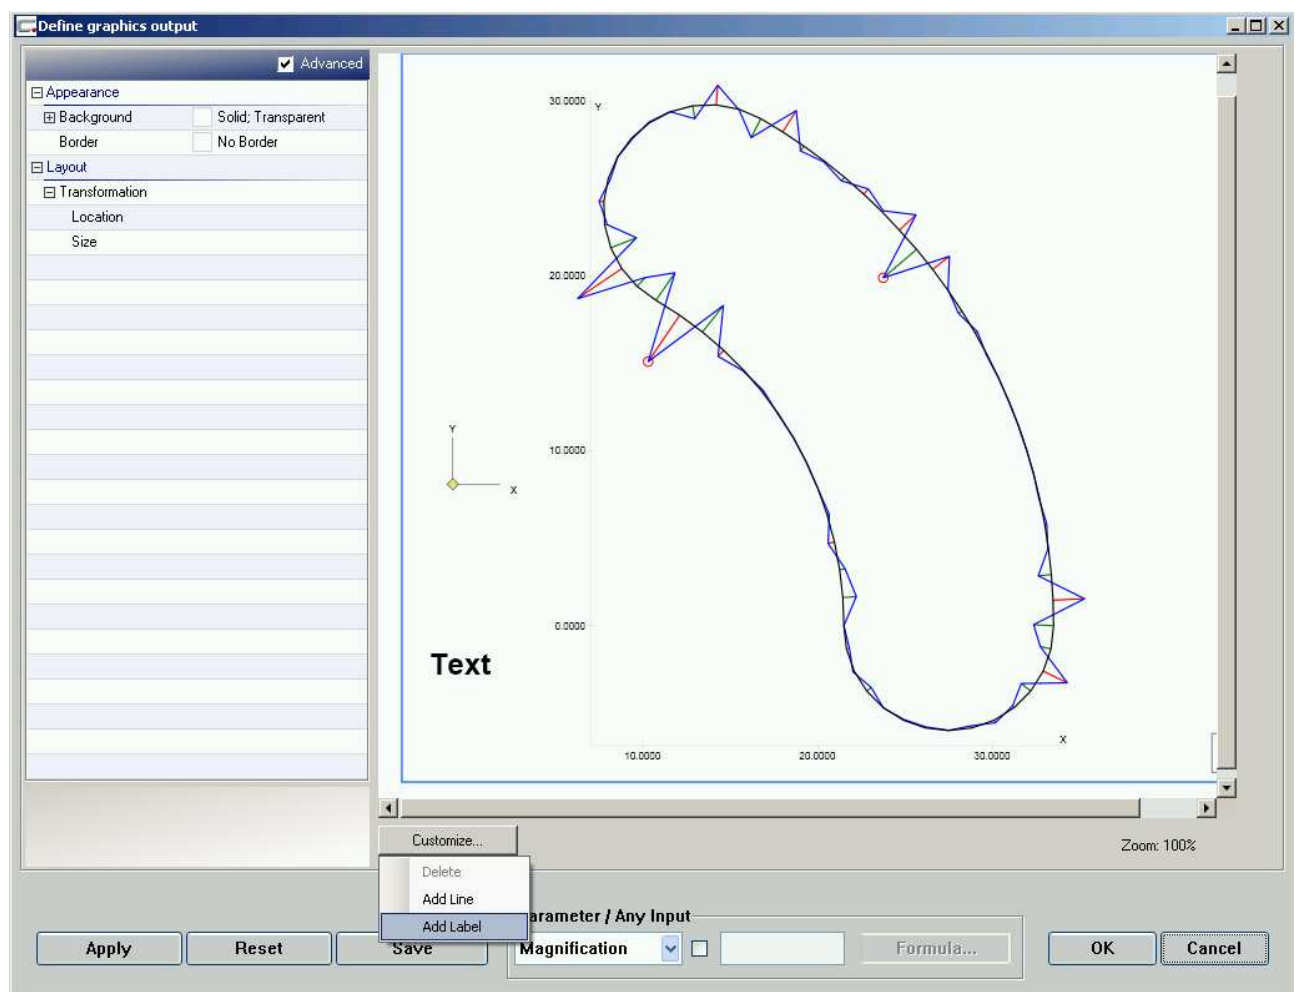 Define graphics output
Advanced
Appearance
Background Solid; Transparent
Border No Border
Layout
Transformation
Location
Size
30.0000 Y
20.0000
Y
10.0000
X
0.0000
Text
X
10.0000 20.0000 30.0000
Customize...
Zoom: 100%
Delete
Add Line
Add Label
arameter / Any Input
Apply Reset Save Magnification Formula... OK Cancel